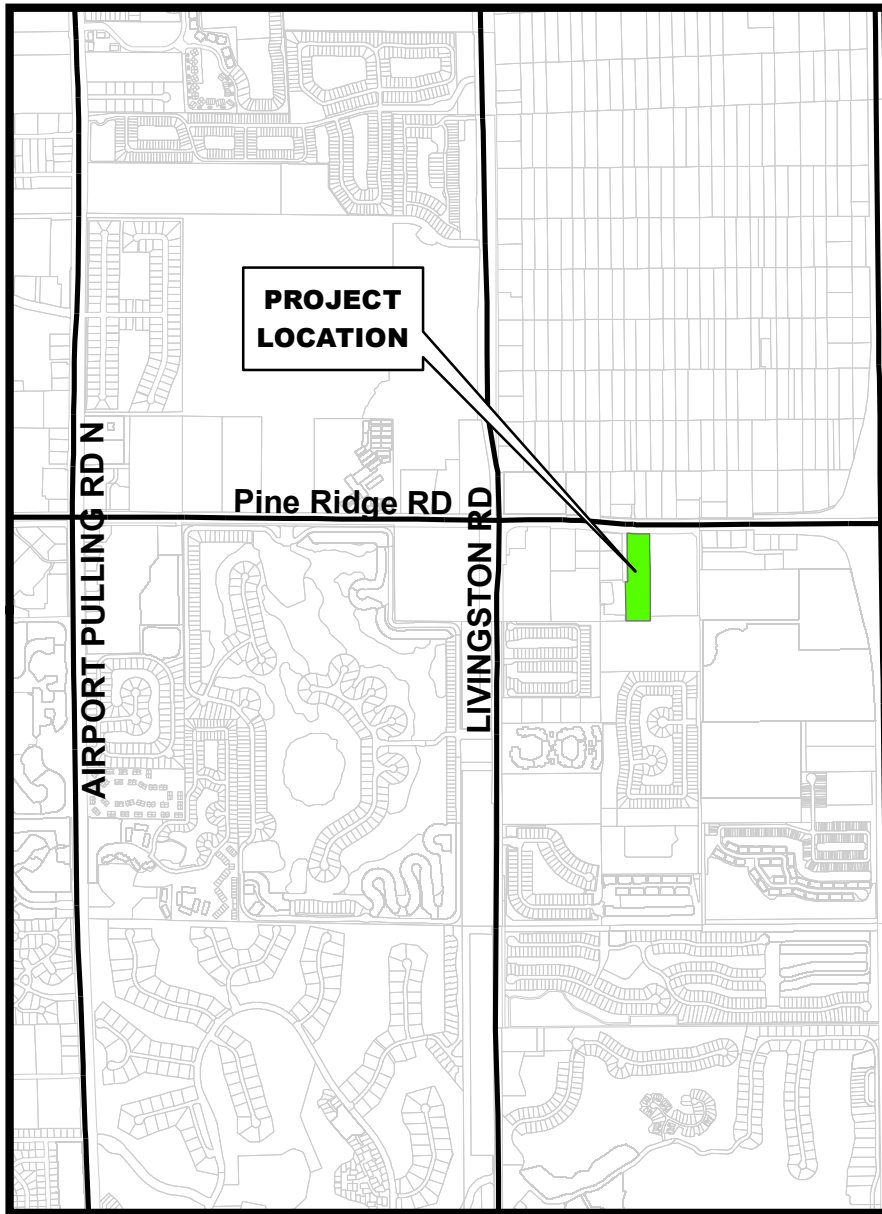 PROJECT
LOCATION
AIRPORT PULLING RD N
Pine Ridge RD
LIVINGSTON RD